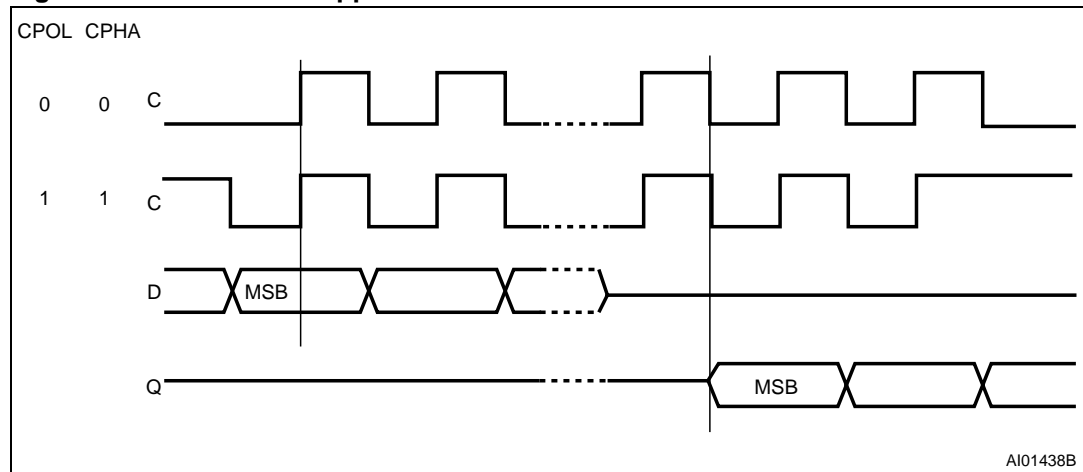 CPOL CPHA
0 0 C
1 1 C
D MSB
Q MSB
AI01438B